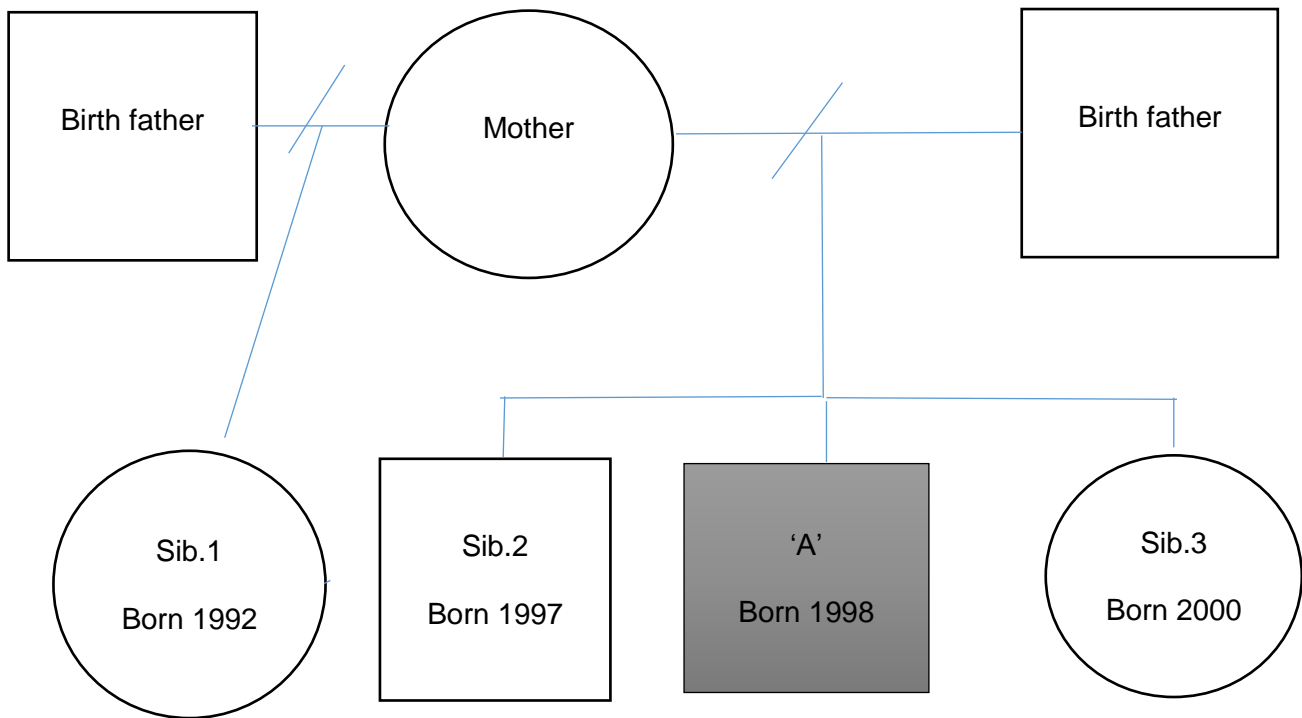 Birth father
Mother
Birth father
Sib.1
Born 1992
Sib.2
Born 1997
‘A’
Born 1998
Sib.3
Born 2000